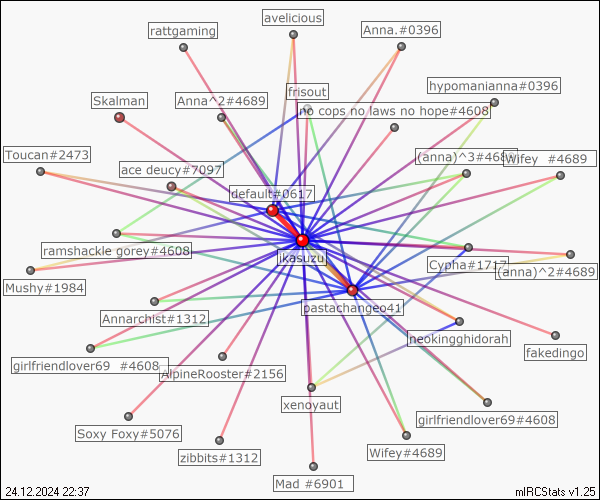 avelicious
rattgaming
Anna.#0396
hypomanianna#0396
frisout
Skalman
Anna^2#4689
no cops no laws no hope#4608
Toucan#2473
ace deucy#7097
(anna)^3#4689
Wifey #4689
default#0617
ramshackle gorey#4608
jkasuzu
Cypha#1717
(anna)^2#4689
Mushy#1984
Annarchist#1312
pastachangeo41
neokingghidorah
fakedingo
girlfriendlover69 #4608
AlpineRooster#2156
xenoyaut
girlfriendlover69#4608
Soxy Foxy#5076
zibbits#1312
Wifey#4689
Mad #6901
24.12.2024 22:37
mIRCStats v1.25